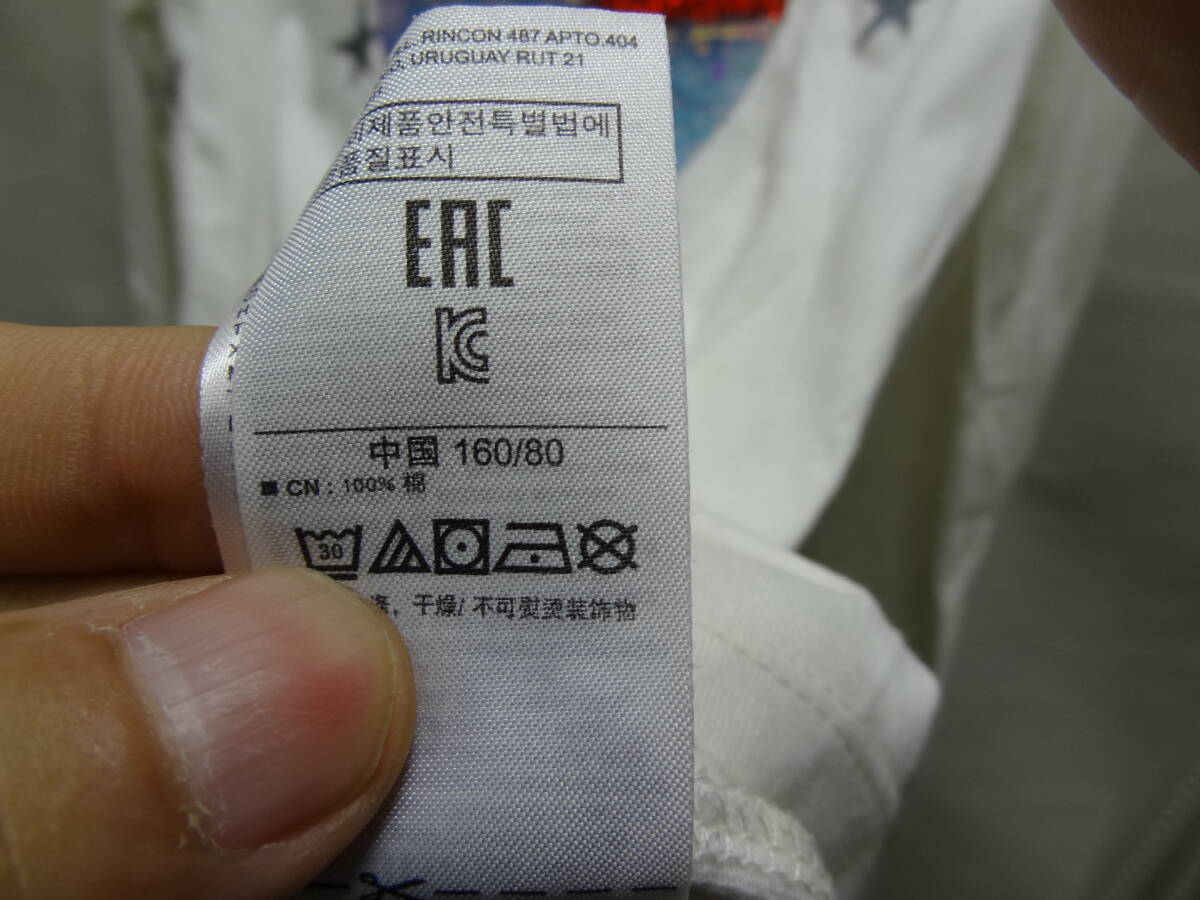 RINCON 487 APTO.404
URUGUAY RUT 21
제품안전특별법에
품질표시
EAC
KC
中国 160/80
■ CN : 100% 棉
30
涤, 干燥/ 不可熨烫装饰物